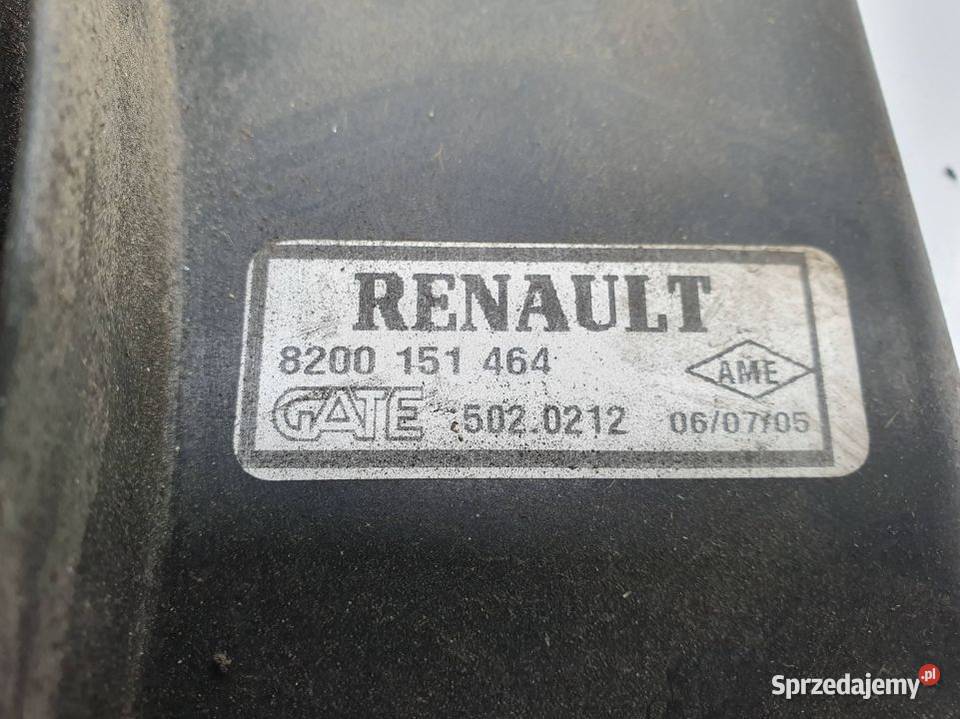 RENAULT
8200 151 464
AME
GATE 502.0212 06/07/05
Sprzedajemy.pl